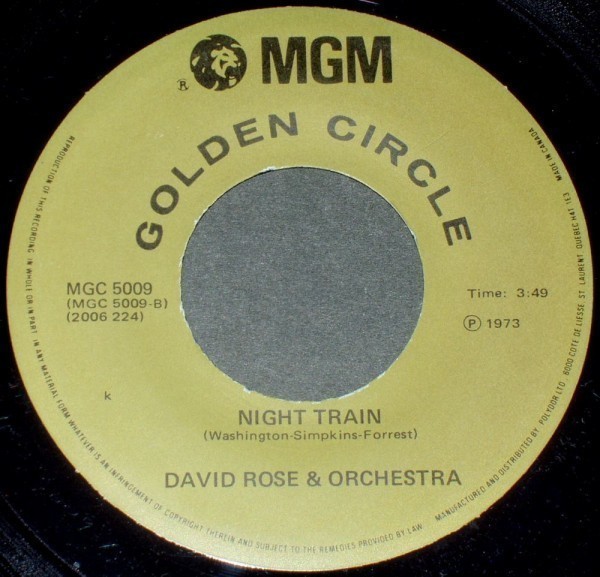 ® MGM
GOLDEN CIRCLE
MGC 5009
(MGC 5009-B)
(2006 224)
Time: 3:49
℗ 1973
k
NIGHT TRAIN
(Washington-Simpkins-Forrest)
DAVID ROSE & ORCHESTRA
REPRODUCTION OF THIS RECORDING IN WHOLE OR IN PART IN ANY MATERIAL FORM WHATEVER IS AN INFRINGEMENT OF COPYRIGHT THEREIN AND SUBJECT TO THE REMEDIES PROVIDED BY LAW
MANUFACTURED AND DISTRIBUTED BY POLYDOR LTD. 6000 COTE DE LIESSE ST LAURENT QUEBEC H4T 1E3 MADE IN CANADA